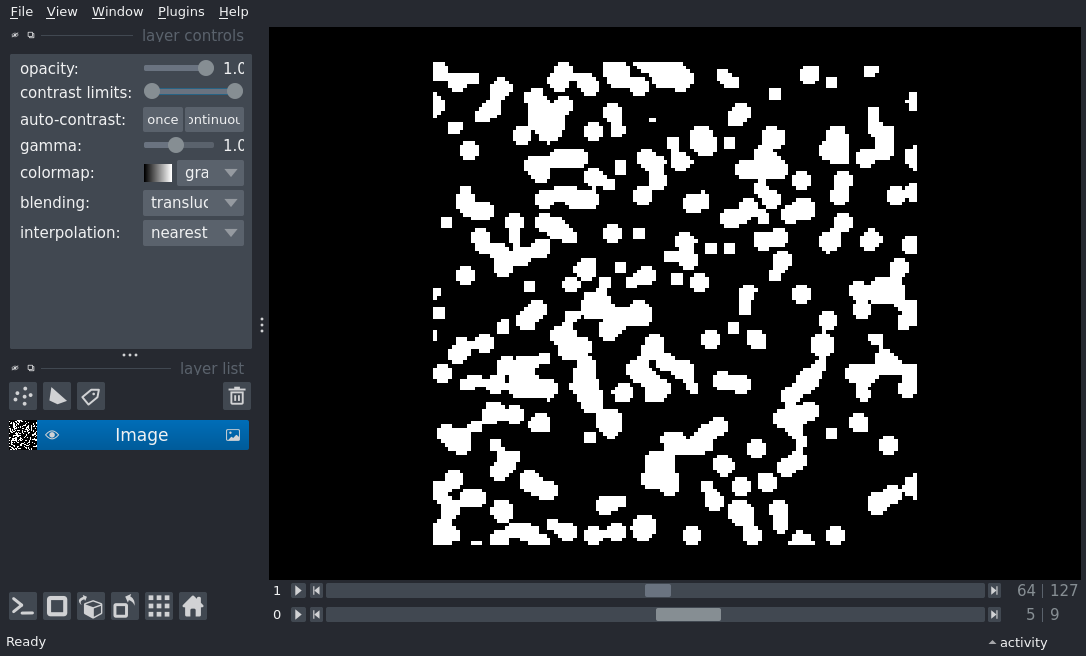 File View Window Plugins Help
layer controls
opacity: 1.0
contrast limits:
auto-contrast: once ontinuou
gamma: 1.0
colormap: gra
blending: transluc
interpolation: nearest
layer list
Image
1 64 127
0 5 9
Ready activity